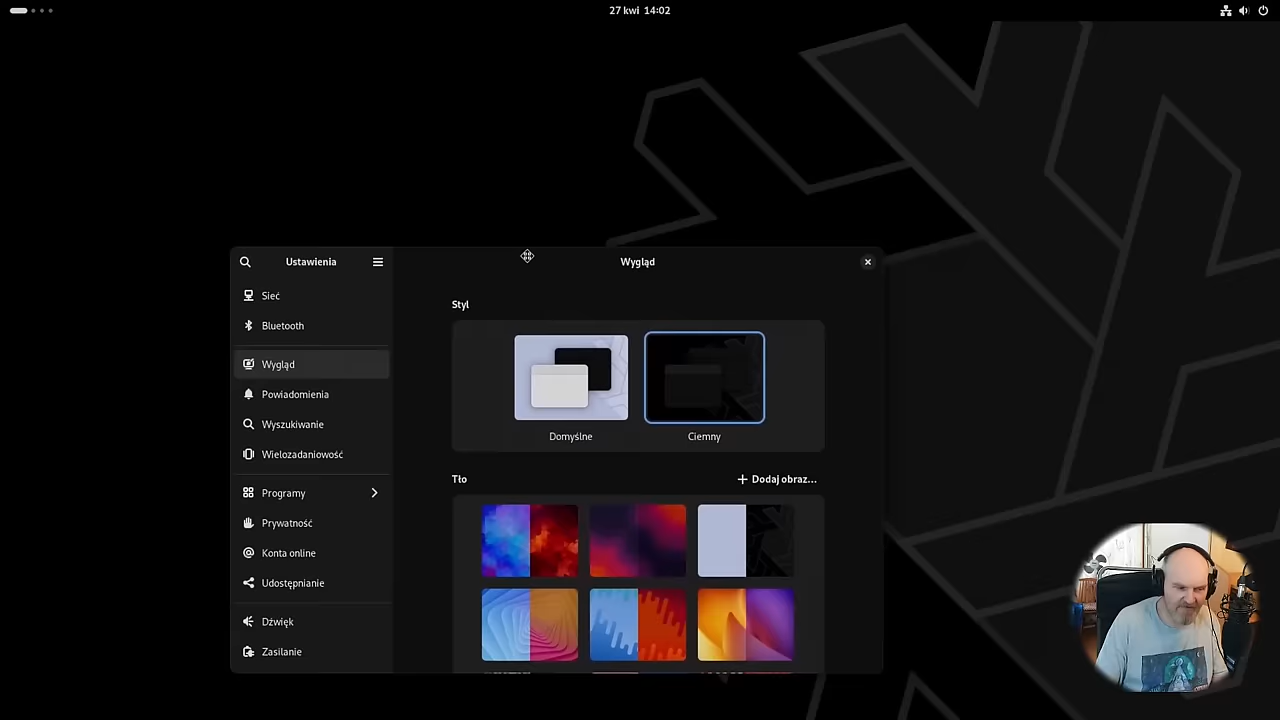 27 kwi 14:02
Ustawienia
Wygląd
Sieć
Bluetooth
Wygląd
Powiadomienia
Wyszukiwanie
Wielozadaniowość
Programy
Prywatność
Konta online
Udostępnianie
Dźwięk
Zasilanie
Styl
Domyślne
Ciemny
Tło
Dodaj obraz...